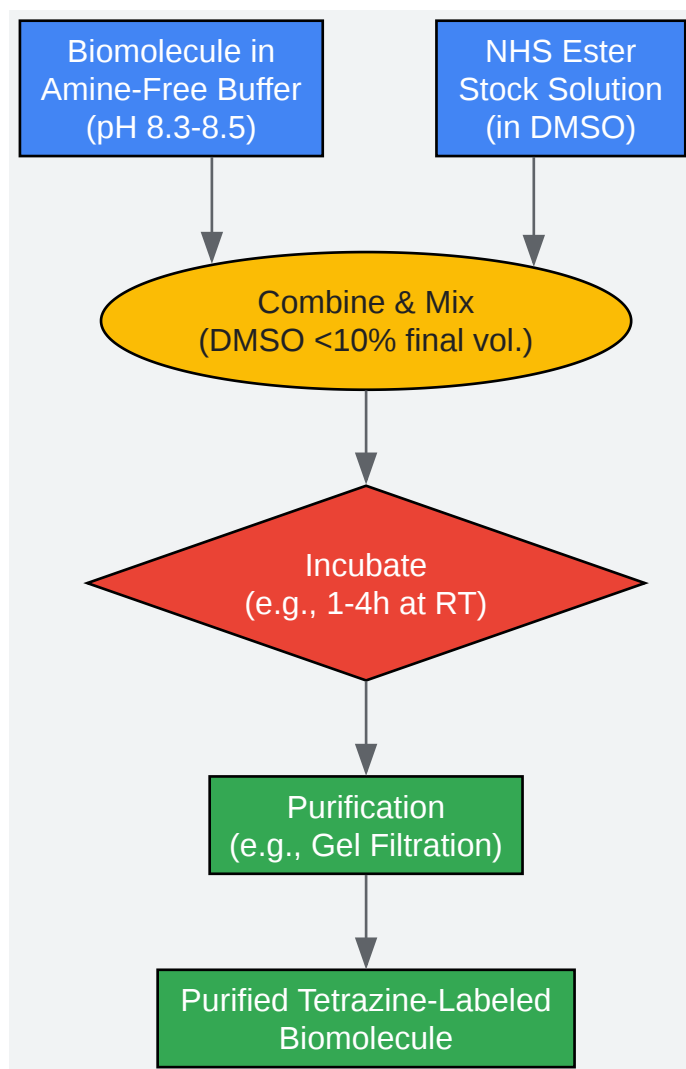 Biomolecule in
Amine-Free Buffer
(pH 8.3-8.5)
NHS Ester
Stock Solution
(in DMSO)
Combine & Mix
(DMSO <10% final vol.)
Incubate
(e.g., 1-4h at RT)
Purification
(e.g., Gel Filtration)
Purified Tetrazine-Labeled
Biomolecule